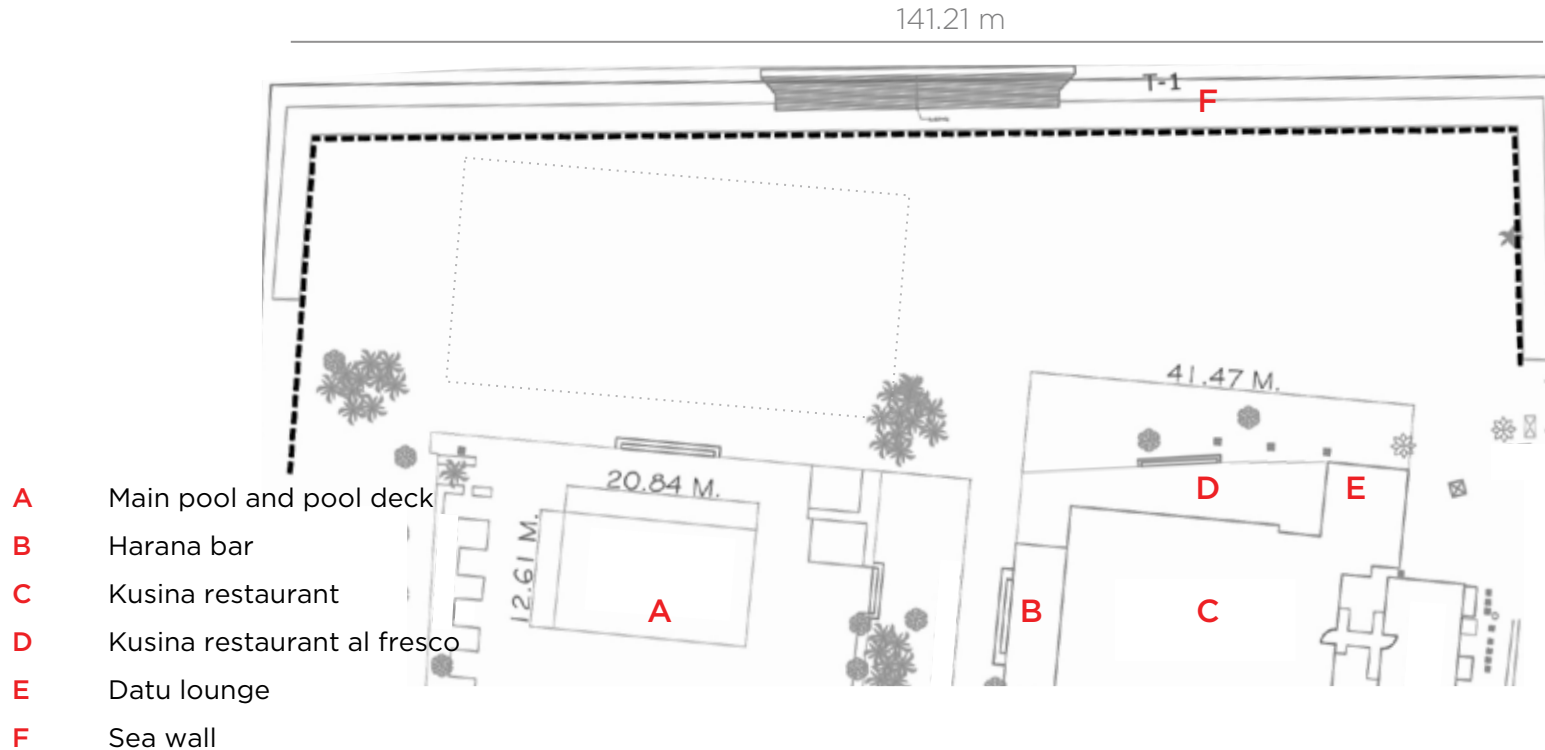 141.21 m
T-1
F
41.47 M.
20.84 M.
12.61 M.
D
E
A
B
C
A Main pool and pool deck
B Harana bar
C Kusina restaurant
D Kusina restaurant al fresco
E Datu lounge
F Sea wall